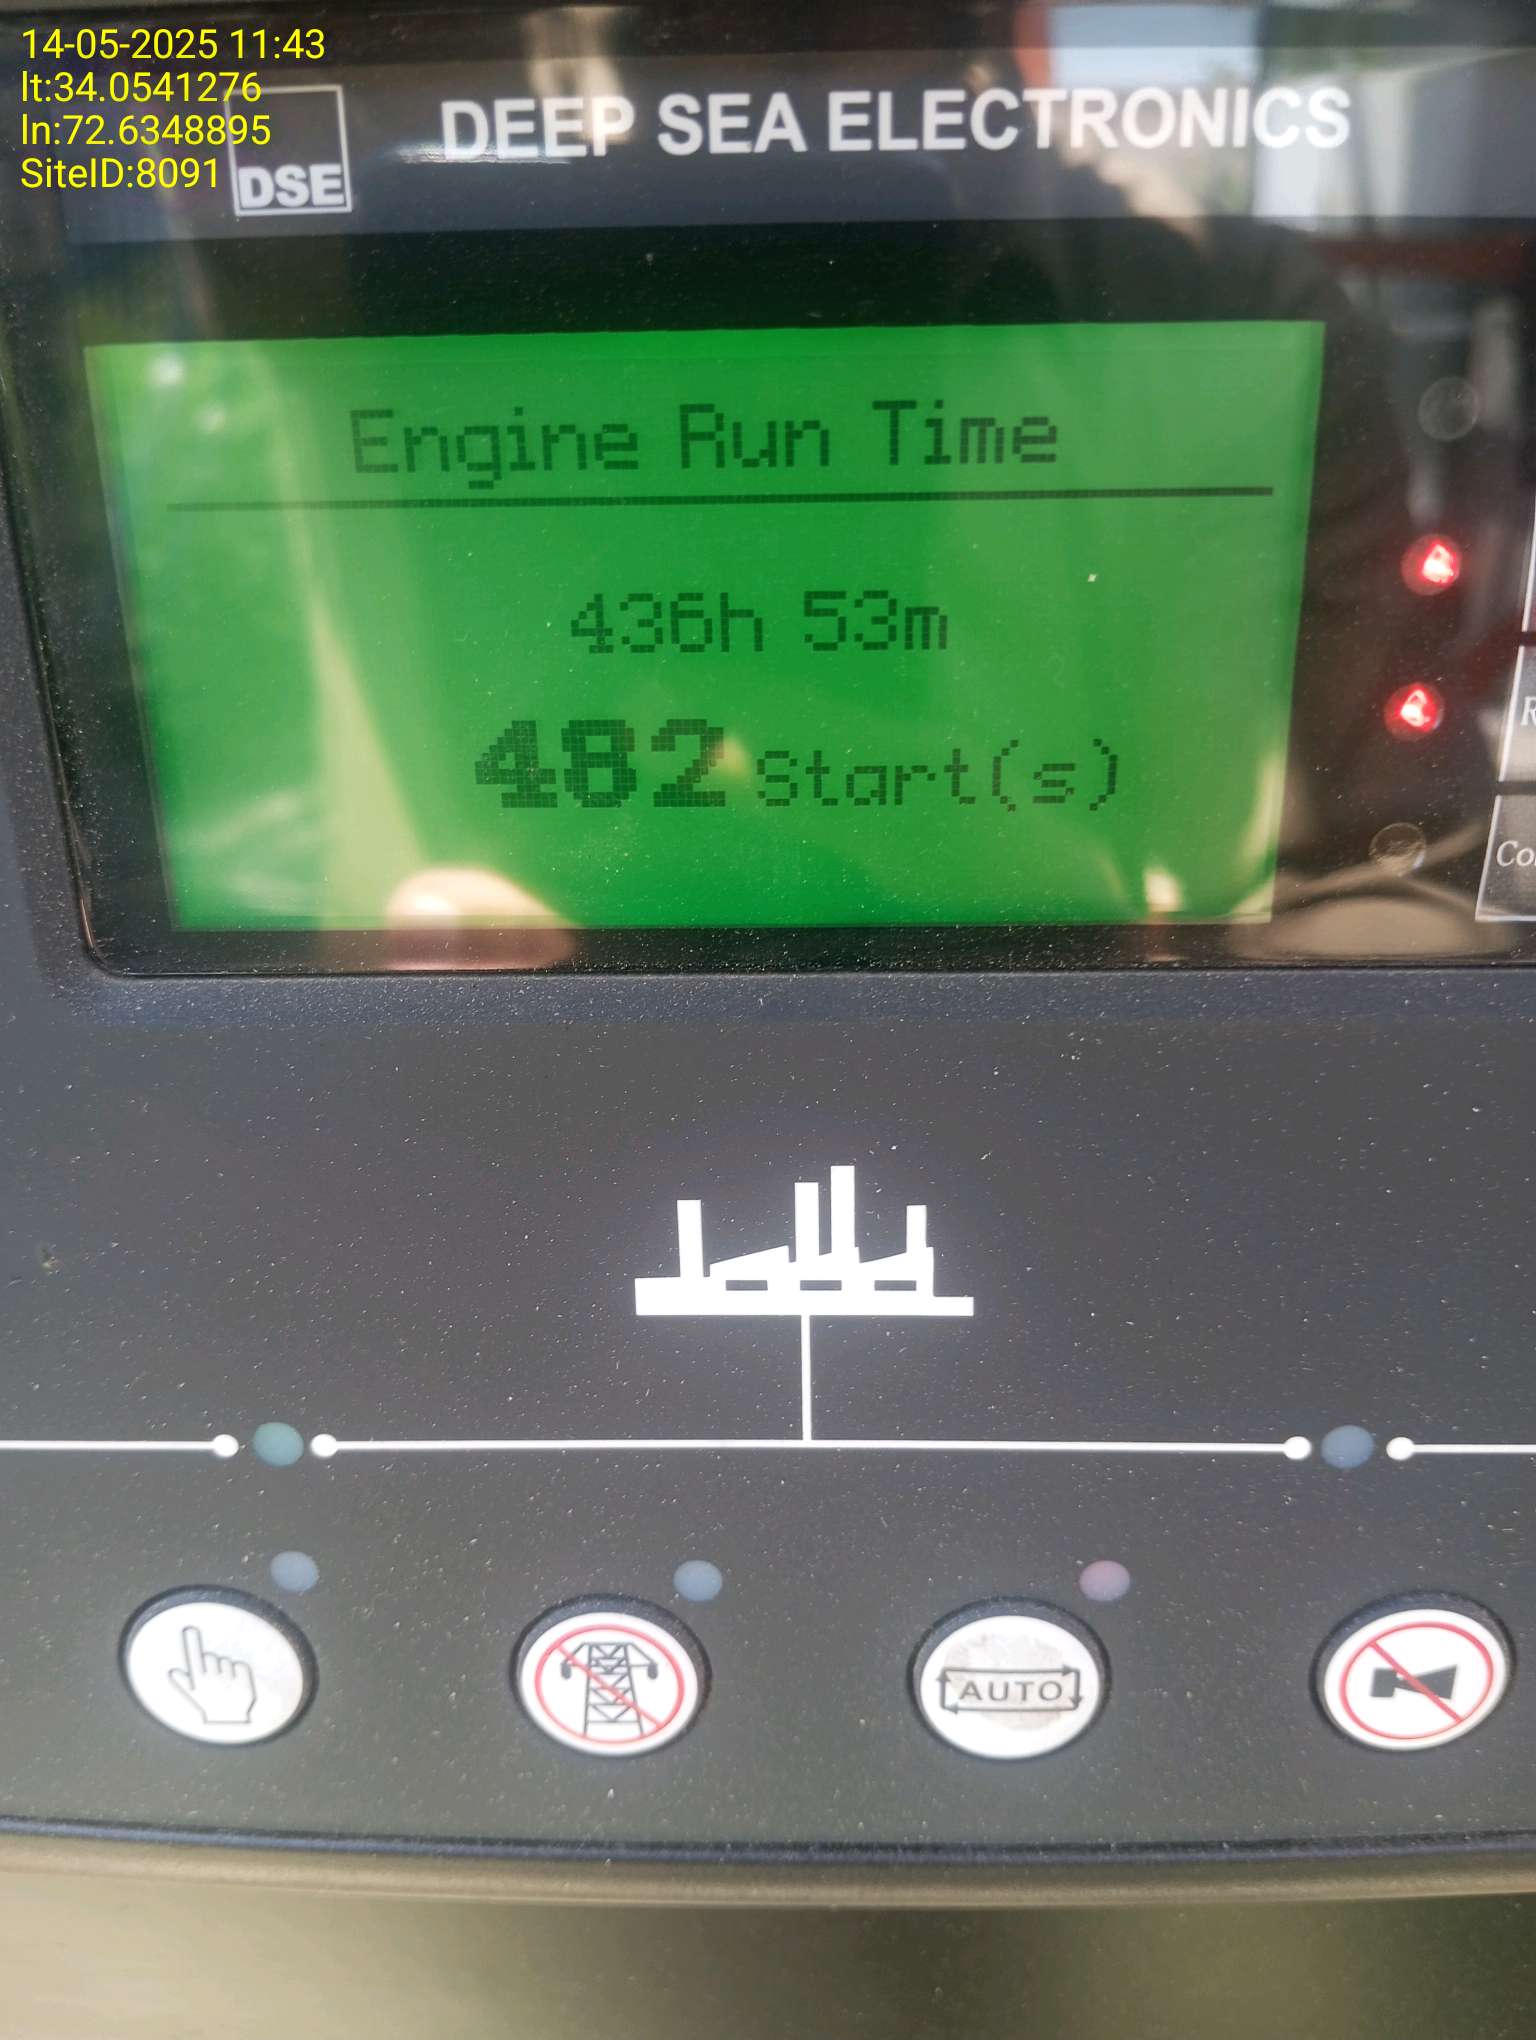 14-05-2025 11:43
lt:34.0541276
ln:72.6348895
SiteID:8091
DSE
DEEP SEA ELECTRONICS
Engine Run Time
436h 53m
482 Start(s)
AUTO